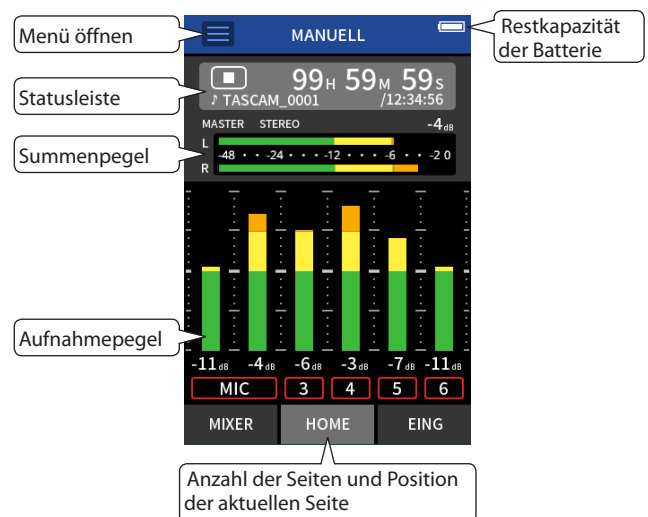 Menü öffnen
MANUELL
Restkapazität
der Batterie
Statusleiste
99H 59M 59S
♪ TASCAM_0001 /12:34:56
MASTER STEREO -4dB
Summenpegel
L
-48 • • -24 • • • -12 • • • -6 • • -2 0
R
Aufnahmepegel
-11dB -4dB -6dB -3dB -7dB -11dB
MIC 3 4 5 6
MIXER HOME EING
Anzahl der Seiten und Position
der aktuellen Seite